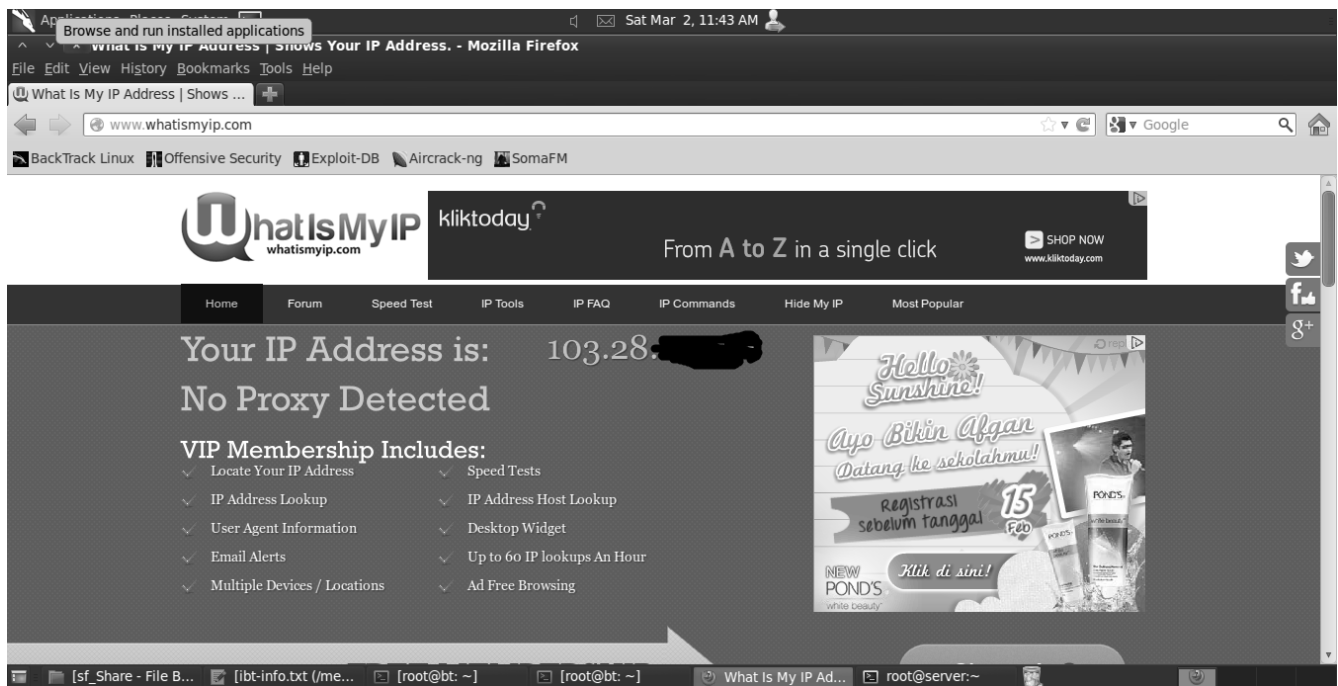 Applications Places System
Sat Mar 2, 11:43 AM
Browse and run installed applications
What Is My IP Address | Shows Your IP Address. - Mozilla Firefox
File Edit View History Bookmarks Tools Help
What Is My IP Address | Shows ...
www.whatismyip.com
Google
BackTrack Linux Offensive Security Exploit-DB Aircrack-ng SomaFM
WhatIsMyIP
whatismyip.com
kliktoday
From A to Z in a single click
> SHOP NOW
www.kliktoday.com
Home Forum Speed Test IP Tools IP FAQ IP Commands Hide My IP Most Popular
Your IP Address is: 103.28.
No Proxy Detected
VIP Membership Includes:
Locate Your IP Address
Speed Tests
IP Address Lookup
IP Address Host Lookup
User Agent Information
Desktop Widget
Email Alerts
Up to 60 IP lookups An Hour
Multiple Devices / Locations
Ad Free Browsing
Hello
Sunshine!
Ayo Bikin Afgan
Datang ke sekolahmu!
Registrasi
sebelum tanggal
15
Feb
Klik di sini!
NEW
POND'S
white beauty
POND'S
[sf_Share - File B... [ibt-info.txt (/me... [root@bt: ~] [root@bt: ~] What Is My IP Ad... root@server:~